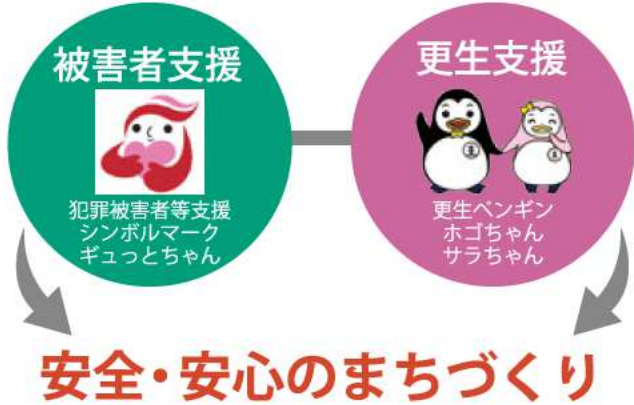 被害者支援
犯罪被害者等支援
シンボルマーク
ギュっとちゃん
更生支援
更生ペンギン
ホゴちゃん
サラちゃん
安全・安心のまちづくり